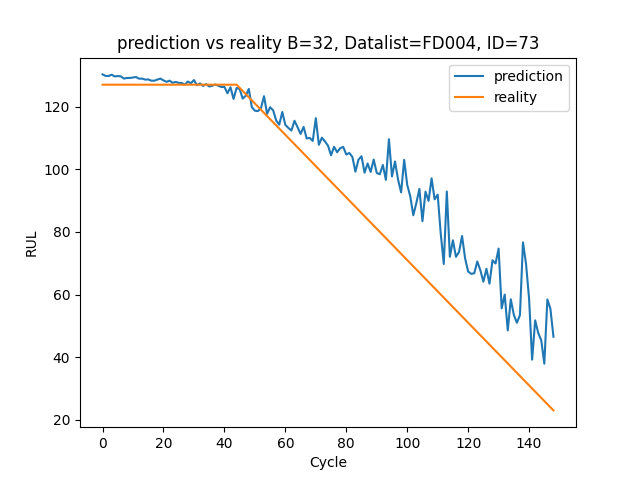 prediction vs reality B=32, Datalist=FD004, ID=73
prediction
reality
RUL
120
100
80
60
40
20
0 20 40 60 80 100 120 140
Cycle